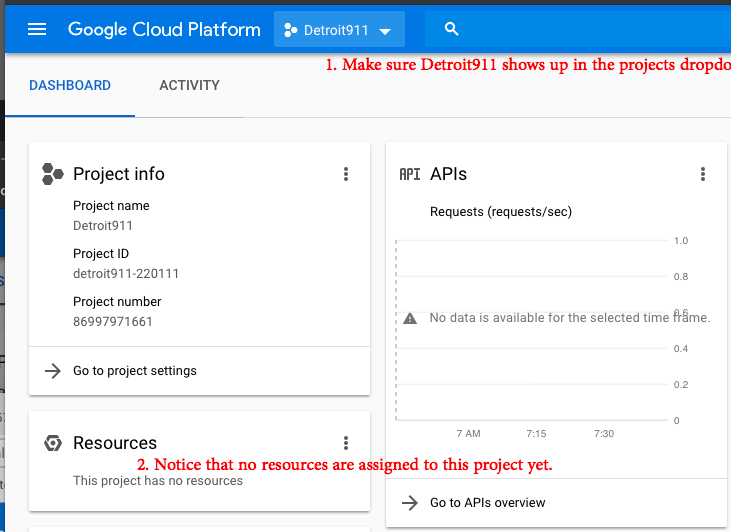 Google Cloud Platform
Detroit911
1. Make sure Detroit911 shows up in the projects
DASHBOARD
ACTIVITY
Project info
Project name
Detroit911
Project ID
detroit911-220111
Project number
86997971661
Go to project settings
Resources
2. Notice that no resources are assigned to this project yet.
This project has no resources
API APIs
Requests (requests/sec)
1.0
0.8
0.6
No data is available for the selected time frame.
0.4
0.2
0
7 AM 7:15 7:30
Go to APIs overview